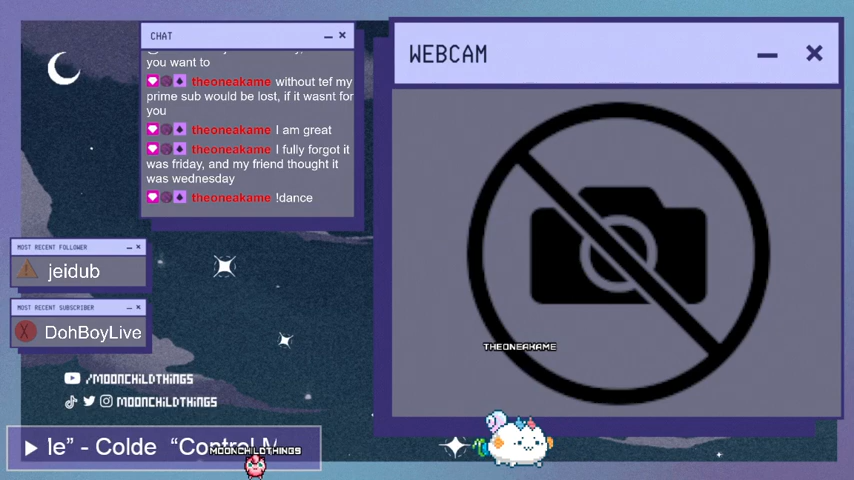 CHAT
you want to
theoneakame without tef my
prime sub would be lost, if it wasnt for
you
theoneakame I am great
theoneakame I fully forgot it
was friday, and my friend thought it
was wednesday
theoneakame !dance
WEBCAM
THEONEAKAME
MOST RECENT FOLLOWER
jeidub
MOST RECENT SUBSCRIBER
DohBoyLive
/MOONCHILDTHINGS
MOONCHILDTHINGS
le” - Colde “Control
MOONCHILDTHINGS